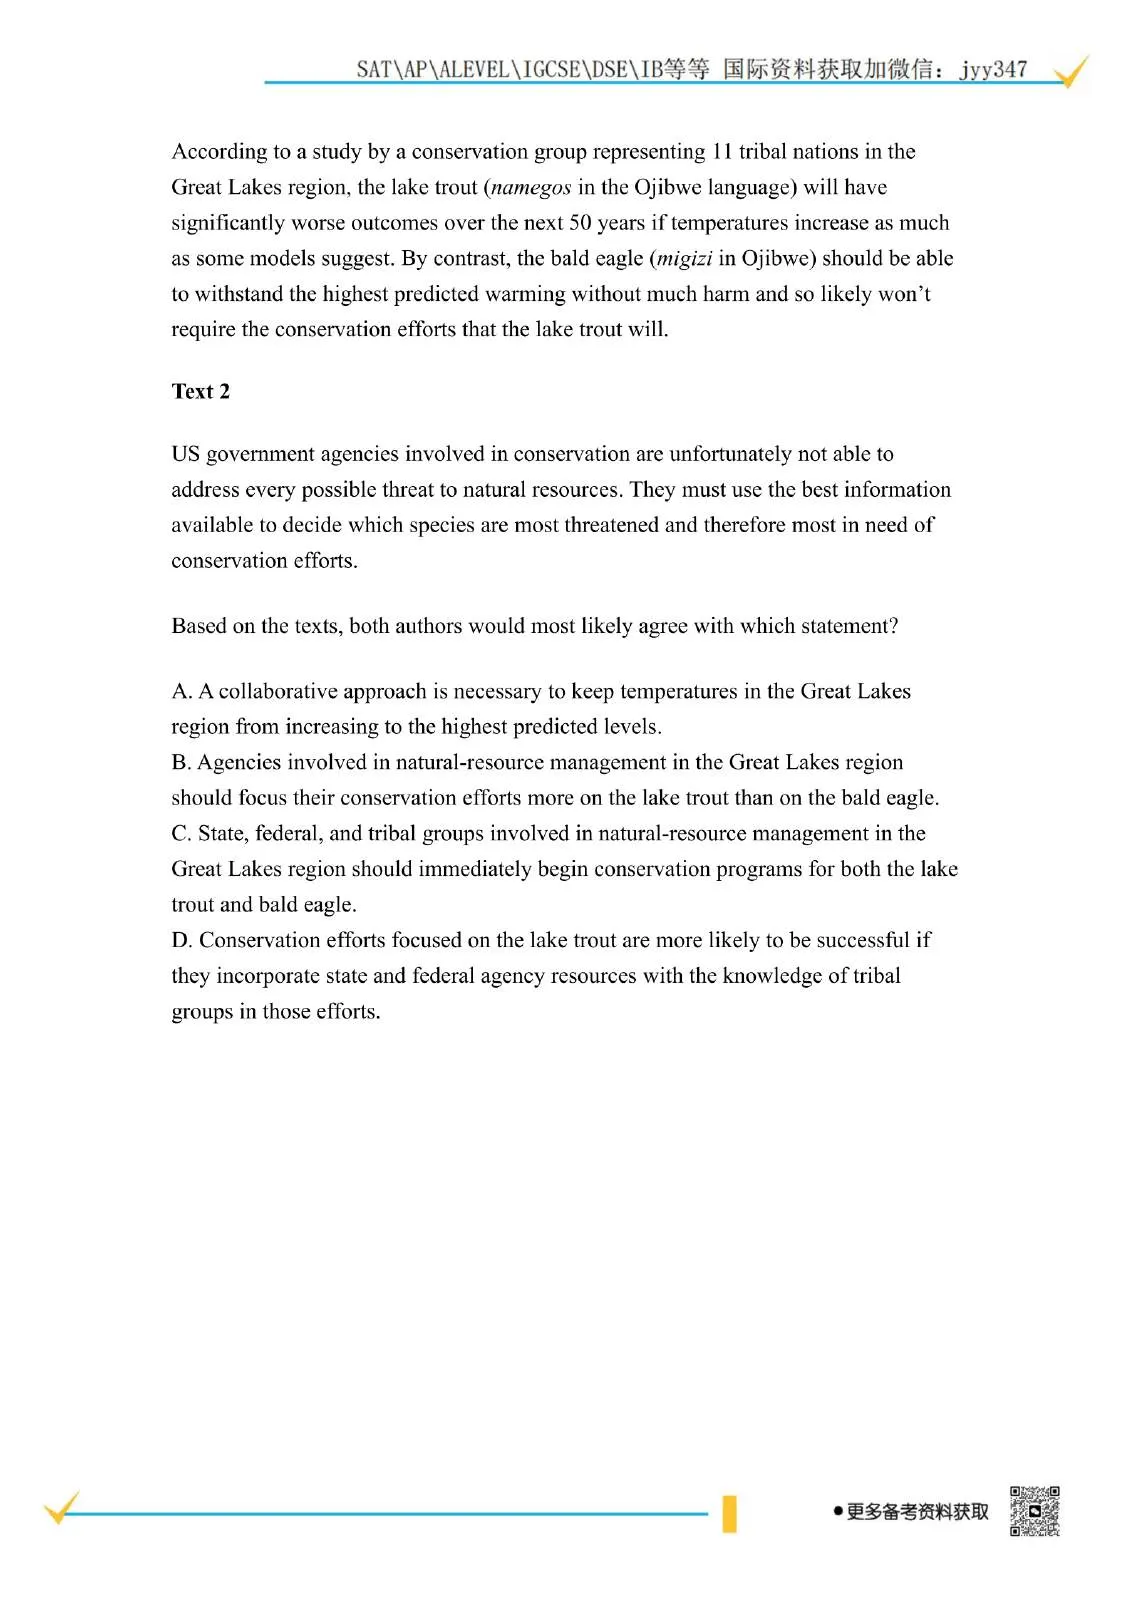 SAT\AP\ALEVEL\IGCSE\DSE\IB等等 国际资料获取加微信：jyy347
According to a study by a conservation group representing 11 tribal nations in the
Great Lakes region, the lake trout (namegos in the Ojibwe language) will have
significantly worse outcomes over the next 50 years if temperatures increase as much
as some models suggest. By contrast, the bald eagle (migizi in Ojibwe) should be able
to withstand the highest predicted warming without much harm and so likely won’t
require the conservation efforts that the lake trout will.
Text 2
US government agencies involved in conservation are unfortunately not able to
address every possible threat to natural resources. They must use the best information
available to decide which species are most threatened and therefore most in need of
conservation efforts.
Based on the texts, both authors would most likely agree with which statement?
A. A collaborative approach is necessary to keep temperatures in the Great Lakes
region from increasing to the highest predicted levels.
B. Agencies involved in natural-resource management in the Great Lakes region
should focus their conservation efforts more on the lake trout than on the bald eagle.
C. State, federal, and tribal groups involved in natural-resource management in the
Great Lakes region should immediately begin conservation programs for both the lake
trout and bald eagle.
D. Conservation efforts focused on the lake trout are more likely to be successful if
they incorporate state and federal agency resources with the knowledge of tribal
groups in those efforts.
●更多备考资料获取